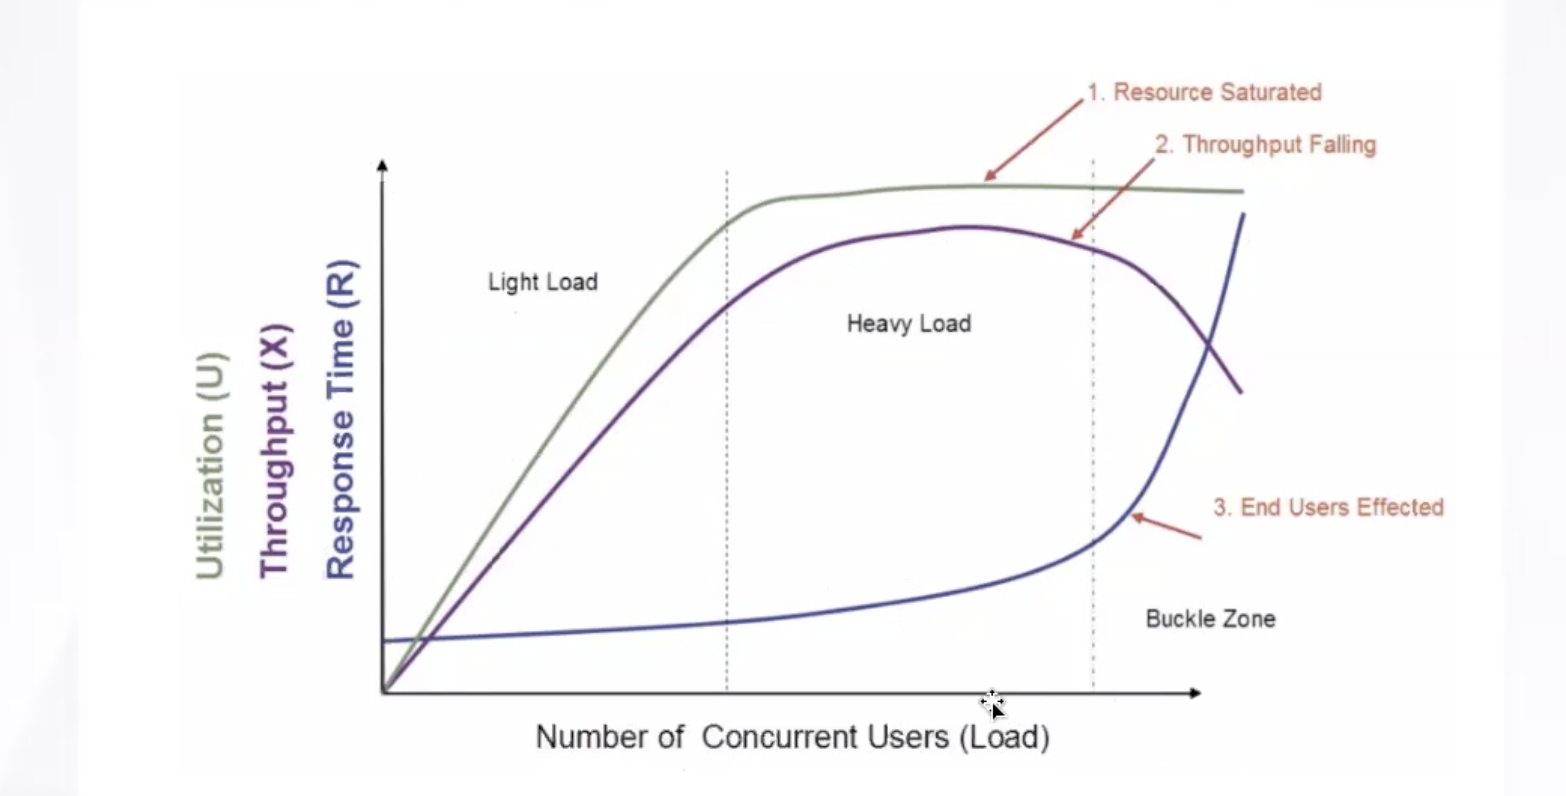 1. Resource Saturated
2. Throughput Falling
Light Load
Heavy Load
Utilization (U)
Throughput (X)
Response Time (R)
3. End Users Effected
Buckle Zone
Number of Concurrent Users (Load)